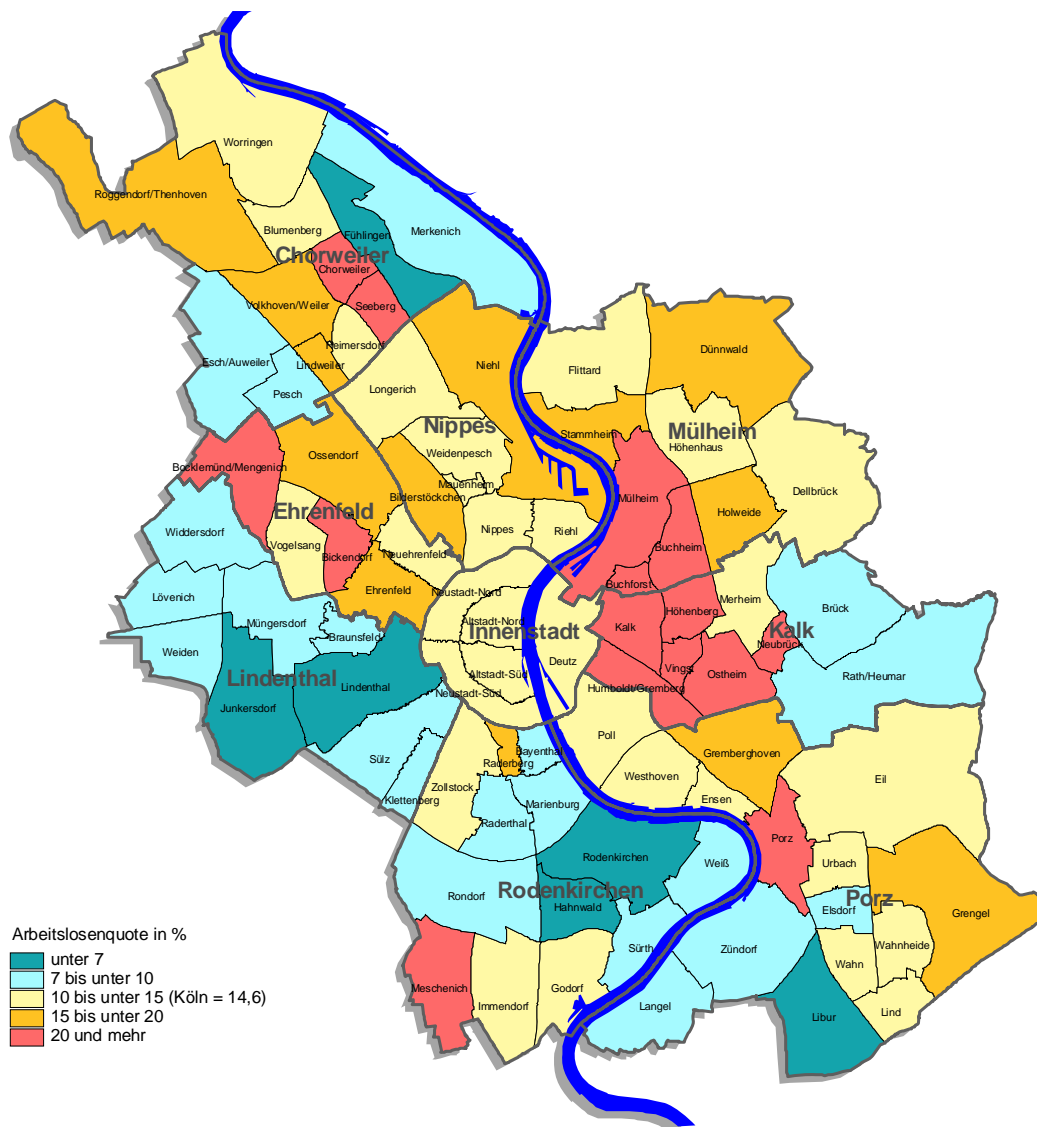 Worringen
Roggendorf/Thenhoven
Blumenberg
Fühlingen
Merkenich
Chorweiler
Chorweiler
Seeberg
Volkhoven/Weiler
Reimersdorf
Lindweiler
Esch/Auweiler
Pesch
Longerich
Niehl
Flittard
Dünnwald
Nippes
Weidenpesch
Mauenheim
Bilderstöckchen
Nippes
Riehl
Stammheim
Mülheim
Höhenhaus
Dellbrück
Mülheim
Holweide
Buchheim
Buchforst
Ossendorf
Bocklemünd/Mengenich
Ehrenfeld
Vogelsang
Bickendorf
Neuehrenfeld
Ehrenfeld
Widdersdorf
Lövenich
Müngersdorf
Braunsfeld
Weiden
Lindenthal
Lindenthal
Junkersdorf
Sülz
Klettenberg
Neustadt-Nord
Altstadt-Nord
Innenstadt
Deutz
Altstadt-Süd
Neustadt-Süd
Merheim
Brück
Höhenberg
Kalk
Kalk
Neubrück
Vingst
Ostheim
Rath/Heumar
Humboldt/Gremberg
Poll
Gremberghoven
Westhoven
Ensen
Eil
Porz
Urbach
Porz
Elsdorf
Grengel
Wahnheide
Wahn
Lind
Libur
Zündorf
Langel
Bayenthal
Raderberg
Zollstock
Marienburg
Raderthal
Rodenkirchen
Weiß
Rodenkirchen
Rondorf
Hahnwald
Sürth
Meschenich
Immendorf
Godorf
Arbeitslosenquote in %
unter 7
7 bis unter 10
10 bis unter 15 (Köln = 14,6)
15 bis unter 20
20 und mehr